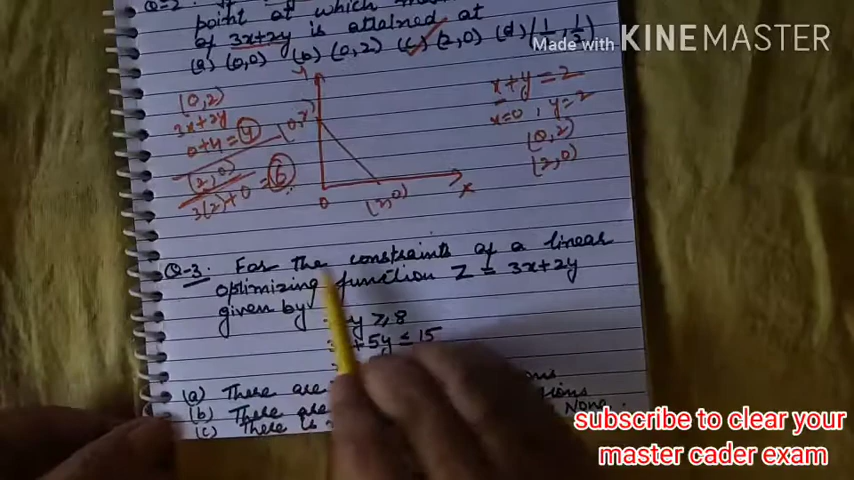 Q-2.
point at which
of 3x+2y is attained at
(a) (0,0) (b) (0,2) (c) (2,0) (d) (1/2, 1/2)
Made with KINEMASTER
y
(0,2)
3x+2y
0+4=4
(2,0)
3(2)+0 =6
0
(2,0)
x
x+y=2
x=0, y=2
(0,2)
(2,0)
Q-3. For the constraints of a linear
optimizing function Z = 3x+2y
given by
y ≥ 8
+5y ≤ 15
(a) There are
(b) There are
(c) There is
None
subscribe to clear your
master cader exam